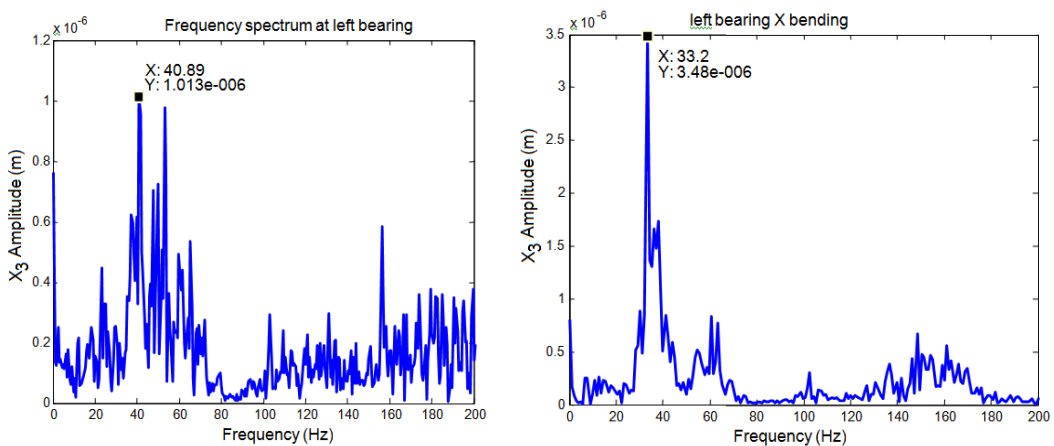 x 10⁻⁶
Frequency spectrum at left bearing
1.2
1
0.8
0.6
0.4
0.2
0
X: 40.89
Y: 1.013e-006
X₃ Amplitude (m)
0 20 40 60 80 100 120 140 160 180 200
Frequency (Hz)
x 10⁻⁶
left bearing X bending
3.5
3
2.5
2
1.5
1
0.5
0
X: 33.2
Y: 3.48e-006
X₃ Amplitude (m)
0 20 40 60 80 100 120 140 160 180 200
Frequency (Hz)